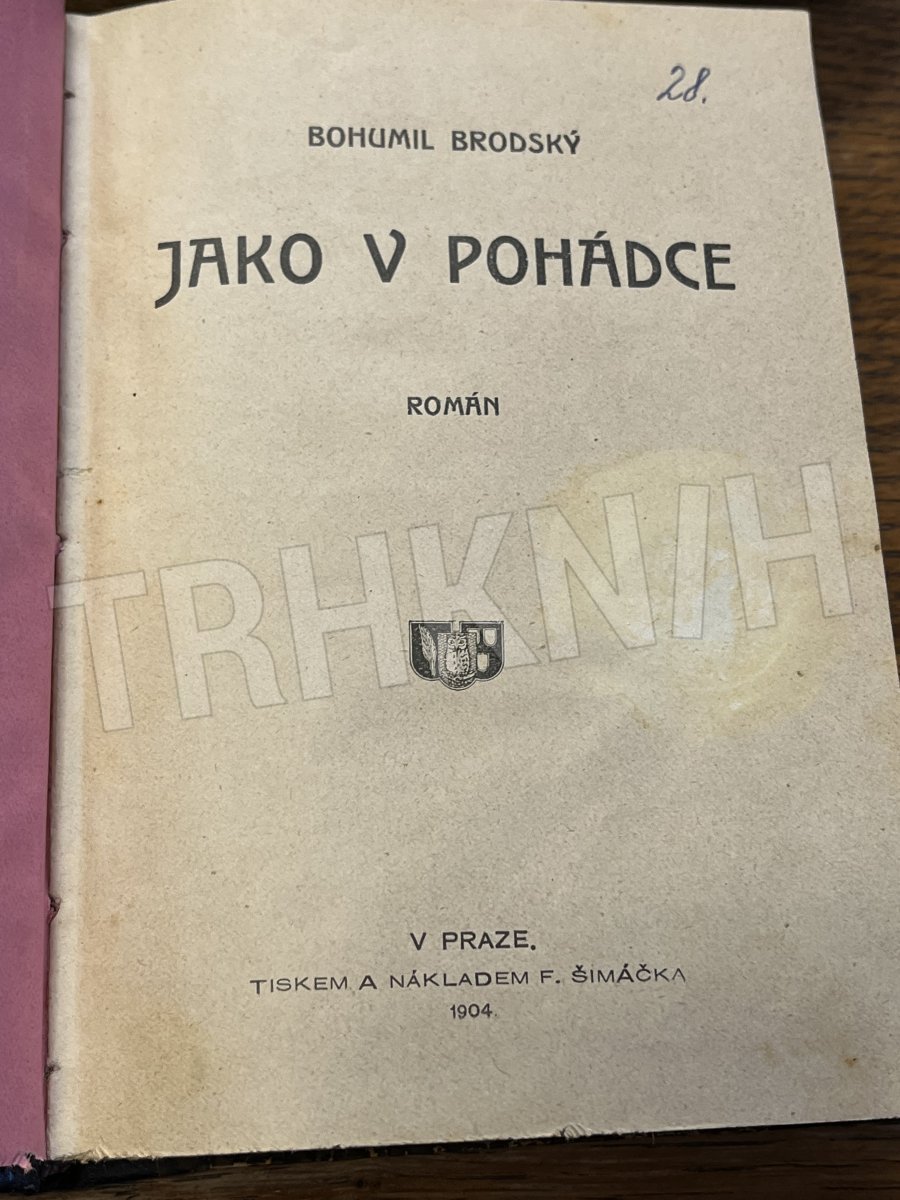 28.
BOHUMIL BRODSKÝ
JAKO V POHÁDCE
ROMÁN
TRHKNIH
V PRAZE.
TISKEM A NÁKLADEM F. ŠIMÁČKA
1904.